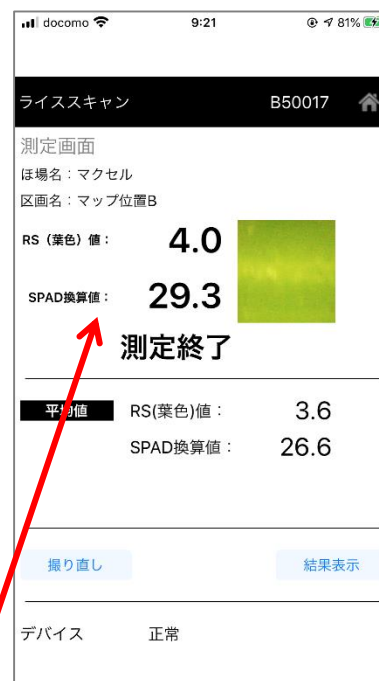 docomo 9:21 81%
ライススキャン B50017
測定画面
ほ場名：マクセル
区画名：マップ位置B
RS（葉色）値： 4.0
SPAD換算値： 29.3
測定終了
平均値 RS(葉色)値： 3.6
SPAD換算値： 26.6
撮り直し 結果表示
デバイス 正常